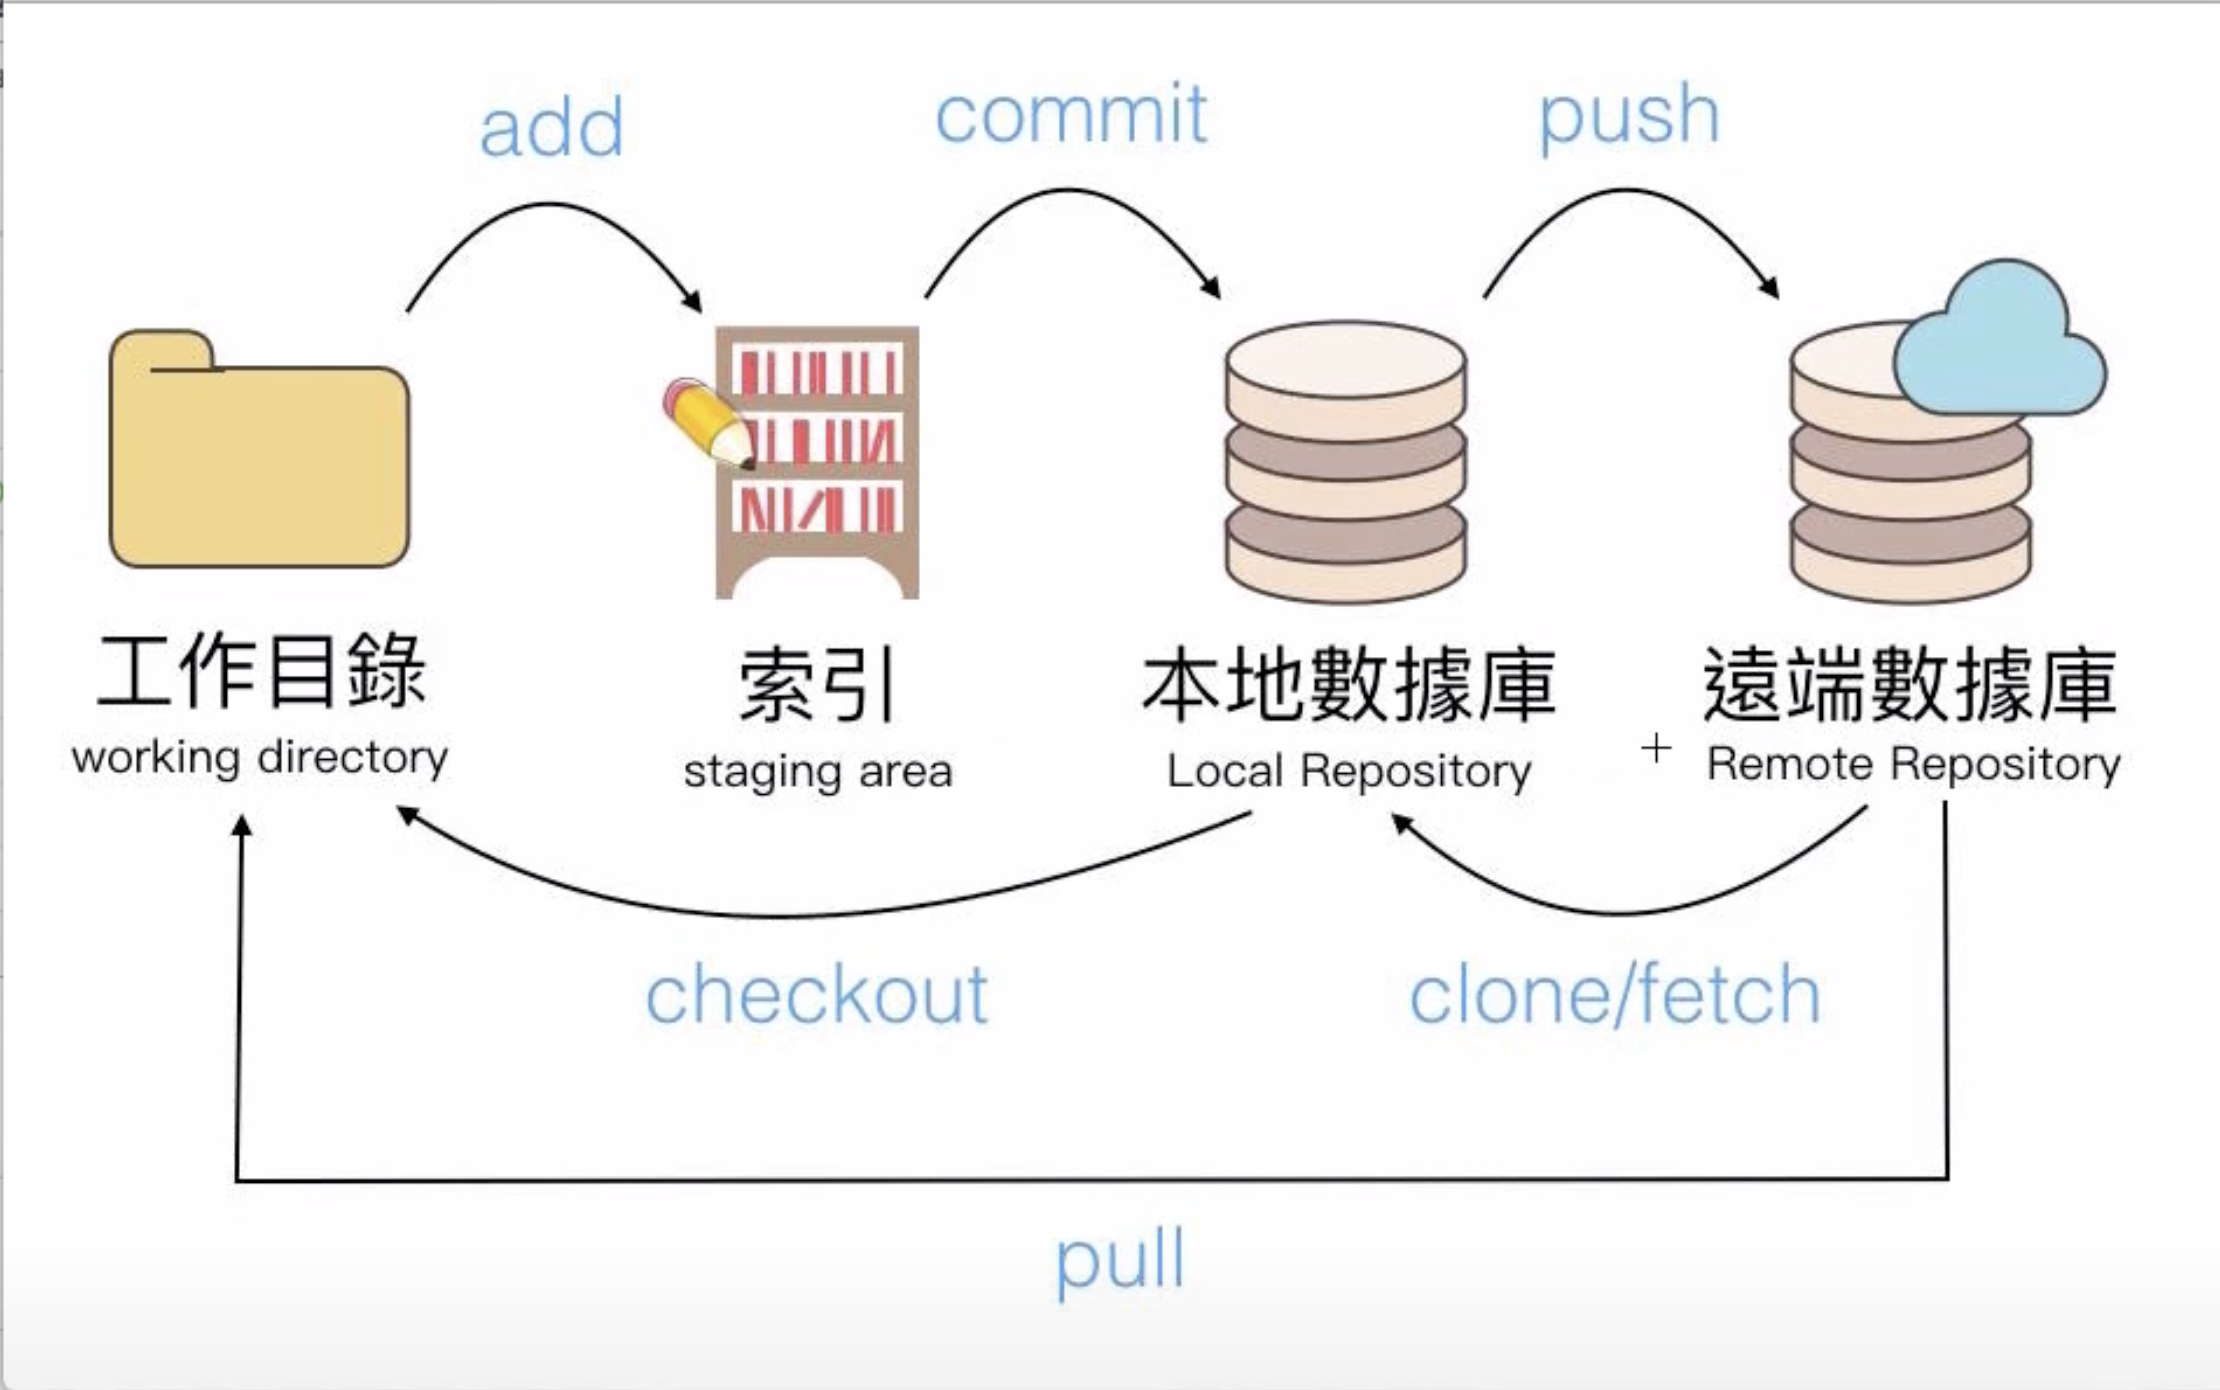 add
commit
push
工作目錄
索引
本地數據庫
遠端數據庫
working directory
staging area
Local Repository
Remote Repository
checkout
clone/fetch
pull